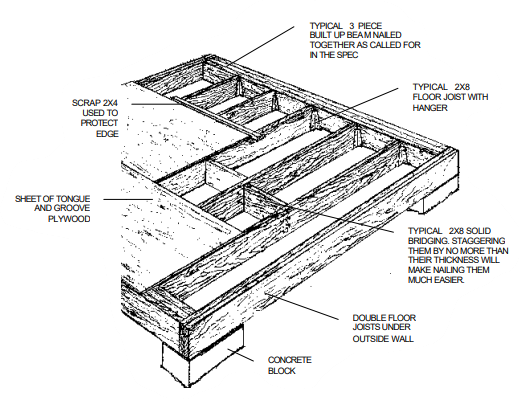 TYPICAL 3 PIECE
BUILT UP BEAM NAILED
TOGETHER AS CALLED FOR
IN THE SPEC
TYPICAL 2X8
FLOOR JOIST WITH
HANGER
SCRAP 2X4
USED TO
PROTECT
EDGE
SHEET OF TONGUE
AND GROOVE
PLYWOOD
TYPICAL 2X8 SOLID
BRIDGING. STAGGERING
THEM BY NO MORE THAN
THEIR THICKNESS WILL
MAKE NAILING THEM
MUCH EASIER.
DOUBLE FLOOR
JOISTS UNDER
OUTSIDE WALL
CONCRETE
BLOCK